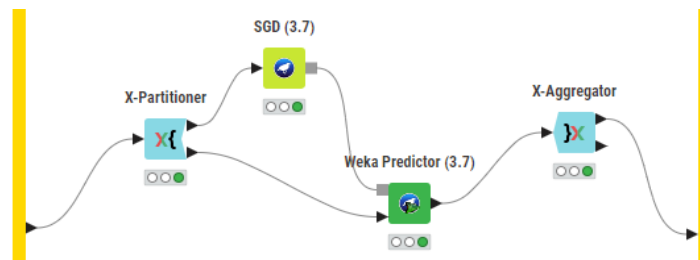 SGD (3.7)
X-Partitioner
X{
X-Aggregator
}X
Weka Predictor (3.7)